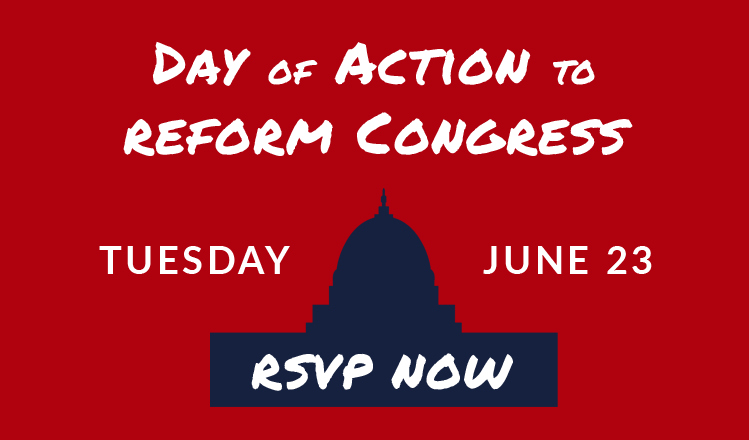 Day of Action to
reform Congress
TUESDAY JUNE 23
RSVP NOW